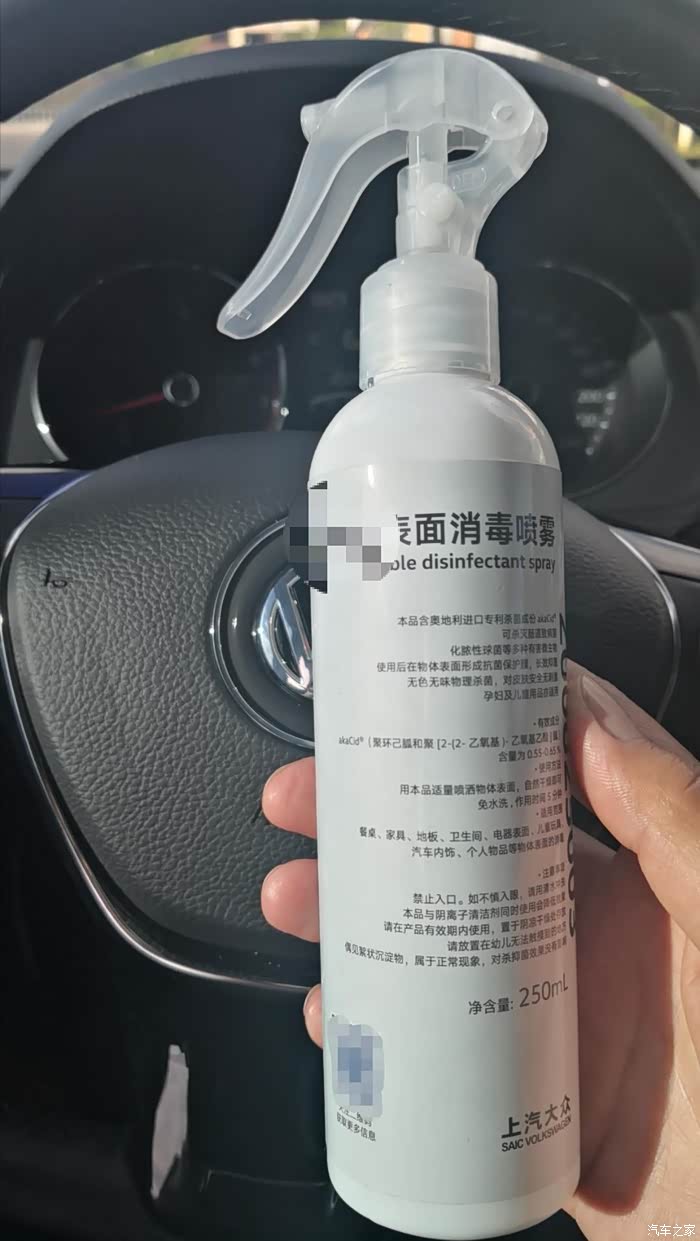 表面消毒喷雾
ble disinfectant spray
本品含奥地利进口专利杀菌成份 akaCid®
可杀灭肠道致病菌
化脓性球菌等多种有害微生物
使用后在物体表面形成抗菌保护膜，长效抑菌
无色无味物理杀菌，对皮肤安全无刺激
孕妇及儿童用品亦适用
·有效成分
akaCid®（聚环己胍和聚 [2-(2- 乙氧基 )- 乙氧基乙烷 ] 胍）
含量为 0.55-0.65 %
·使用方法
用本品适量喷洒物体表面，自然干燥即可
免水洗，作用时间 5 分钟
·适用范围
餐桌、家具、地板、卫生间、电器表面、儿童玩具、
汽车内饰、个人物品等物体表面的消毒
·注意事项
禁止入口。如不慎入眼，请用清水冲洗
本品与阴离子清洁剂同时使用会降低效果
请在产品有效期内使用，置于阴凉干燥处存放
请放置在幼儿无法触摸到的地方
偶见絮状沉淀物，属于正常现象，对杀抑菌效果没有影响
净含量: 250mL
获取更多信息
上汽大众
SAIC VOLKSWAGEN
汽车之家